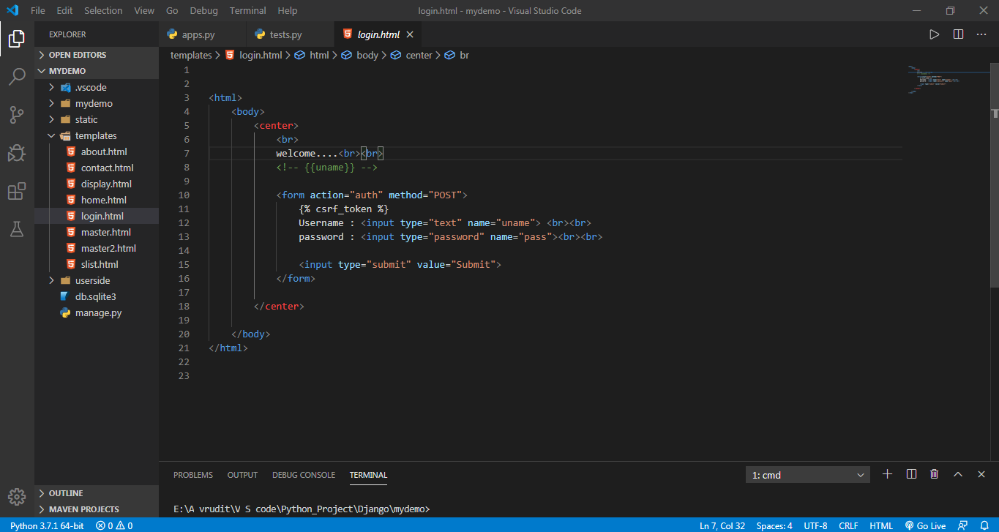 File Edit Selection View Go Debug Terminal Help login.html - mydemo - Visual Studio Code
EXPLORER
OPEN EDITORS
MYDEMO
.vscode
mydemo
static
templates
about.html
contact.html
display.html
home.html
login.html
master.html
master2.html
slist.html
userside
db.sqlite3
manage.py
OUTLINE
MAVEN PROJECTS
apps.py tests.py login.html
templates > login.html > html > body > center > br
1
2
3 <html>
4 <body>
5 <center>
6 <br>
7 welcome....<br><br>
8 <!-- {{uname}} -->
9
10 <form action="auth" method="POST">
11 {% csrf_token %}
12 Username : <input type="text" name="uname"> <br><br>
13 password : <input type="password" name="pass"><br><br>
14
15 <input type="submit" value="Submit">
16 </form>
17
18 </center>
19
20 </body>
21 </html>
22
23
PROBLEMS OUTPUT DEBUG CONSOLE TERMINAL 1: cmd
E:\A vrudit\V S code\Python_Project\Django\mydemo>
Python 3.7.1 64-bit 0 0 Ln 7, Col 32 Spaces: 4 UTF-8 CRLF HTML Go Live